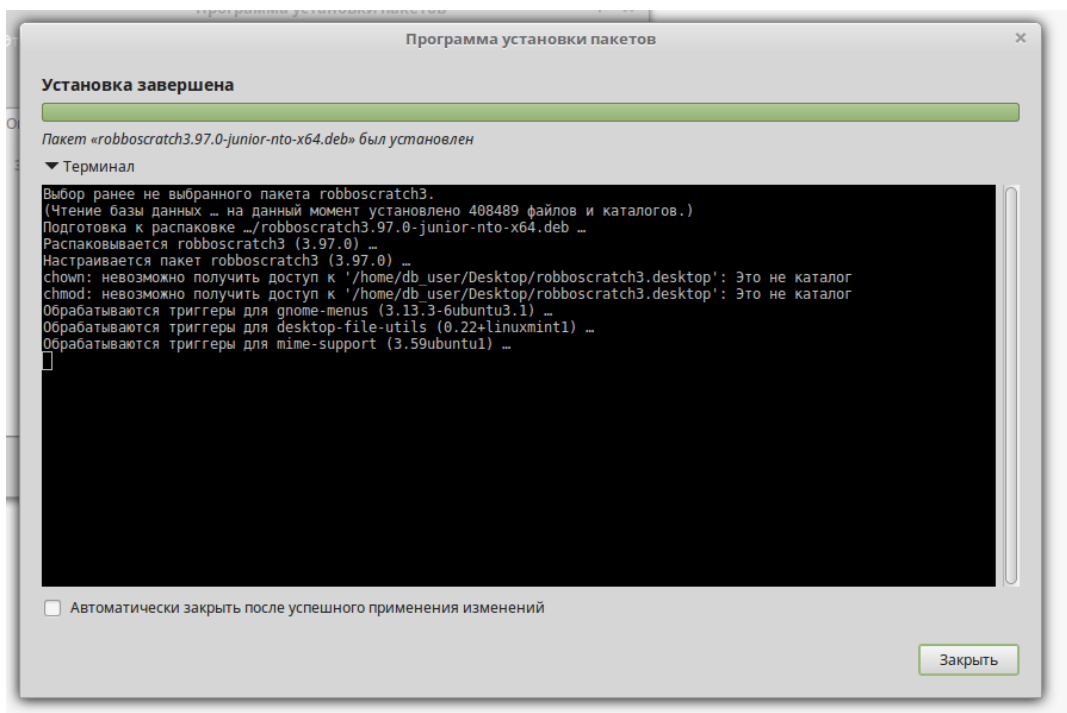 Программа установки пакетов
Установка завершена
Пакет «robboscratch3.97.0-junior-nto-x64.deb» был установлен
Терминал
Выбор ранее не выбранного пакета robboscratch3.
(Чтение базы данных … на данный момент установлено 408489 файлов и каталогов.)
Подготовка к распаковке …/robboscratch3.97.0-junior-nto-x64.deb …
Распаковывается robboscratch3 (3.97.0) …
Настраивается пакет robboscratch3 (3.97.0) …
chown: невозможно получить доступ к '/home/db_user/Desktop/robboscratch3.desktop': Это не каталог
chmod: невозможно получить доступ к '/home/db_user/Desktop/robboscratch3.desktop': Это не каталог
Обрабатываются триггеры для gnome-menus (3.13.3-6ubuntu3.1) …
Обрабатываются триггеры для desktop-file-utils (0.22+linuxmint1) …
Обрабатываются триггеры для mime-support (3.59ubuntu1) …
Автоматически закрыть после успешного применения изменений
Закрыть